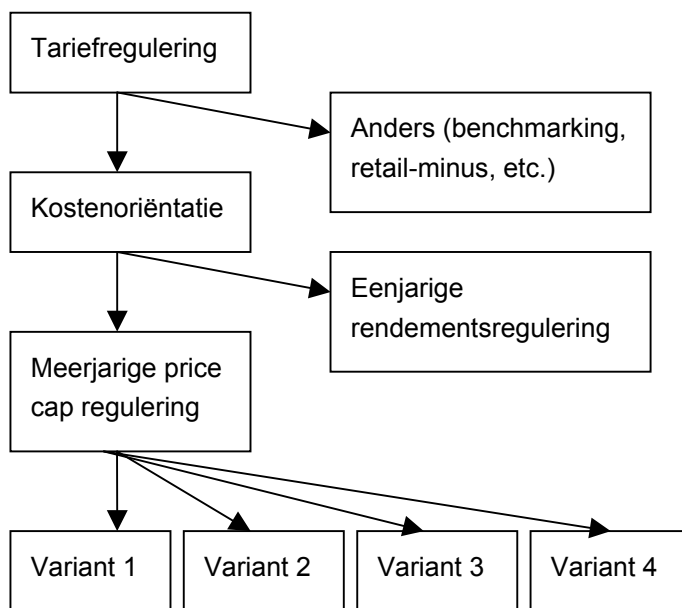 Tariefregulering
Anders (benchmarking,
retail-minus, etc.)
Kostenoriëntatie
Eenjarige
rendementsregulering
Meerjarige price
cap regulering
Variant 1
Variant 2
Variant 3
Variant 4